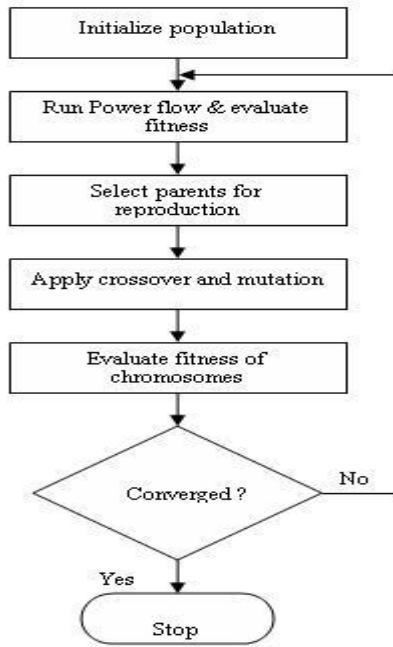 Initialize population
Run Power flow & evaluate
fitness
Select parents for
reproduction
Apply crossover and mutation
Evaluate fitness of
chromosomes
Converged ?
No
Yes
Stop